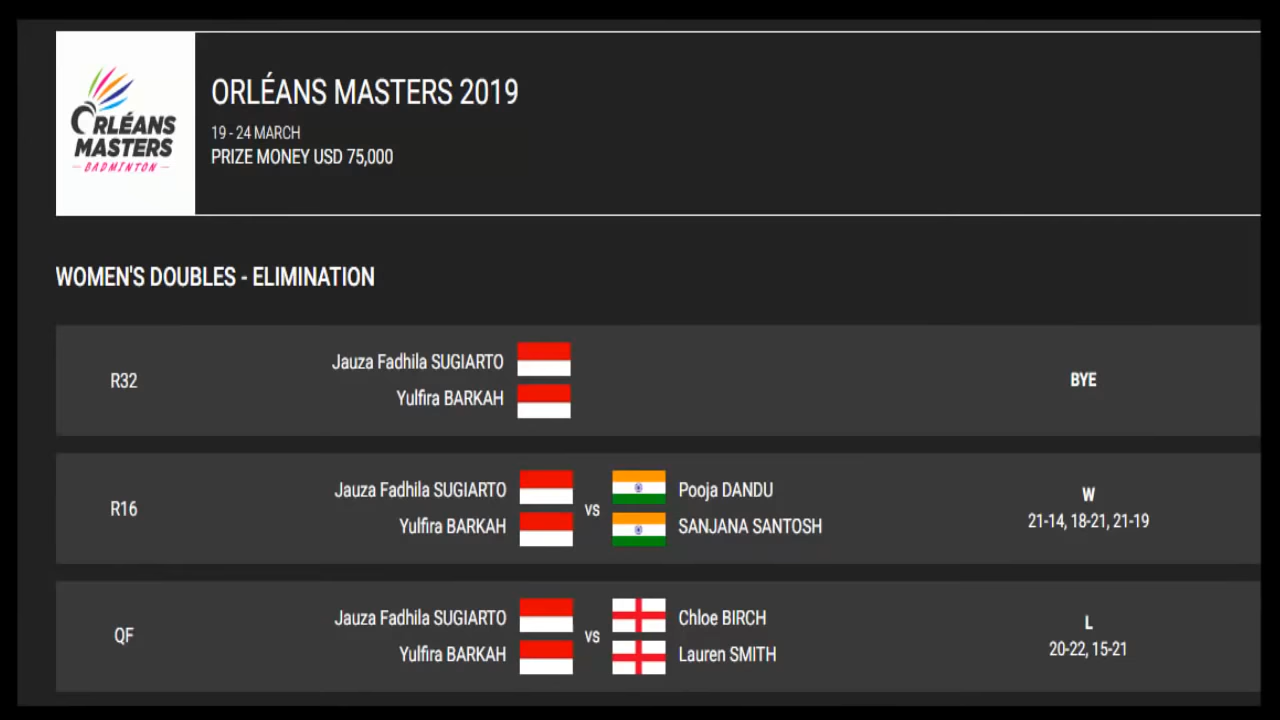 ORLÉANS
MASTERS
BADMINTON
ORLÉANS MASTERS 2019
19 - 24 MARCH
PRIZE MONEY USD 75,000
WOMEN'S DOUBLES - ELIMINATION
R32
Jauza Fadhila SUGIARTO
Yulfira BARKAH
BYE
R16
Jauza Fadhila SUGIARTO
Yulfira BARKAH
vs
Pooja DANDU
SANJANA SANTOSH
W
21-14, 18-21, 21-19
QF
Jauza Fadhila SUGIARTO
Yulfira BARKAH
vs
Chloe BIRCH
Lauren SMITH
L
20-22, 15-21